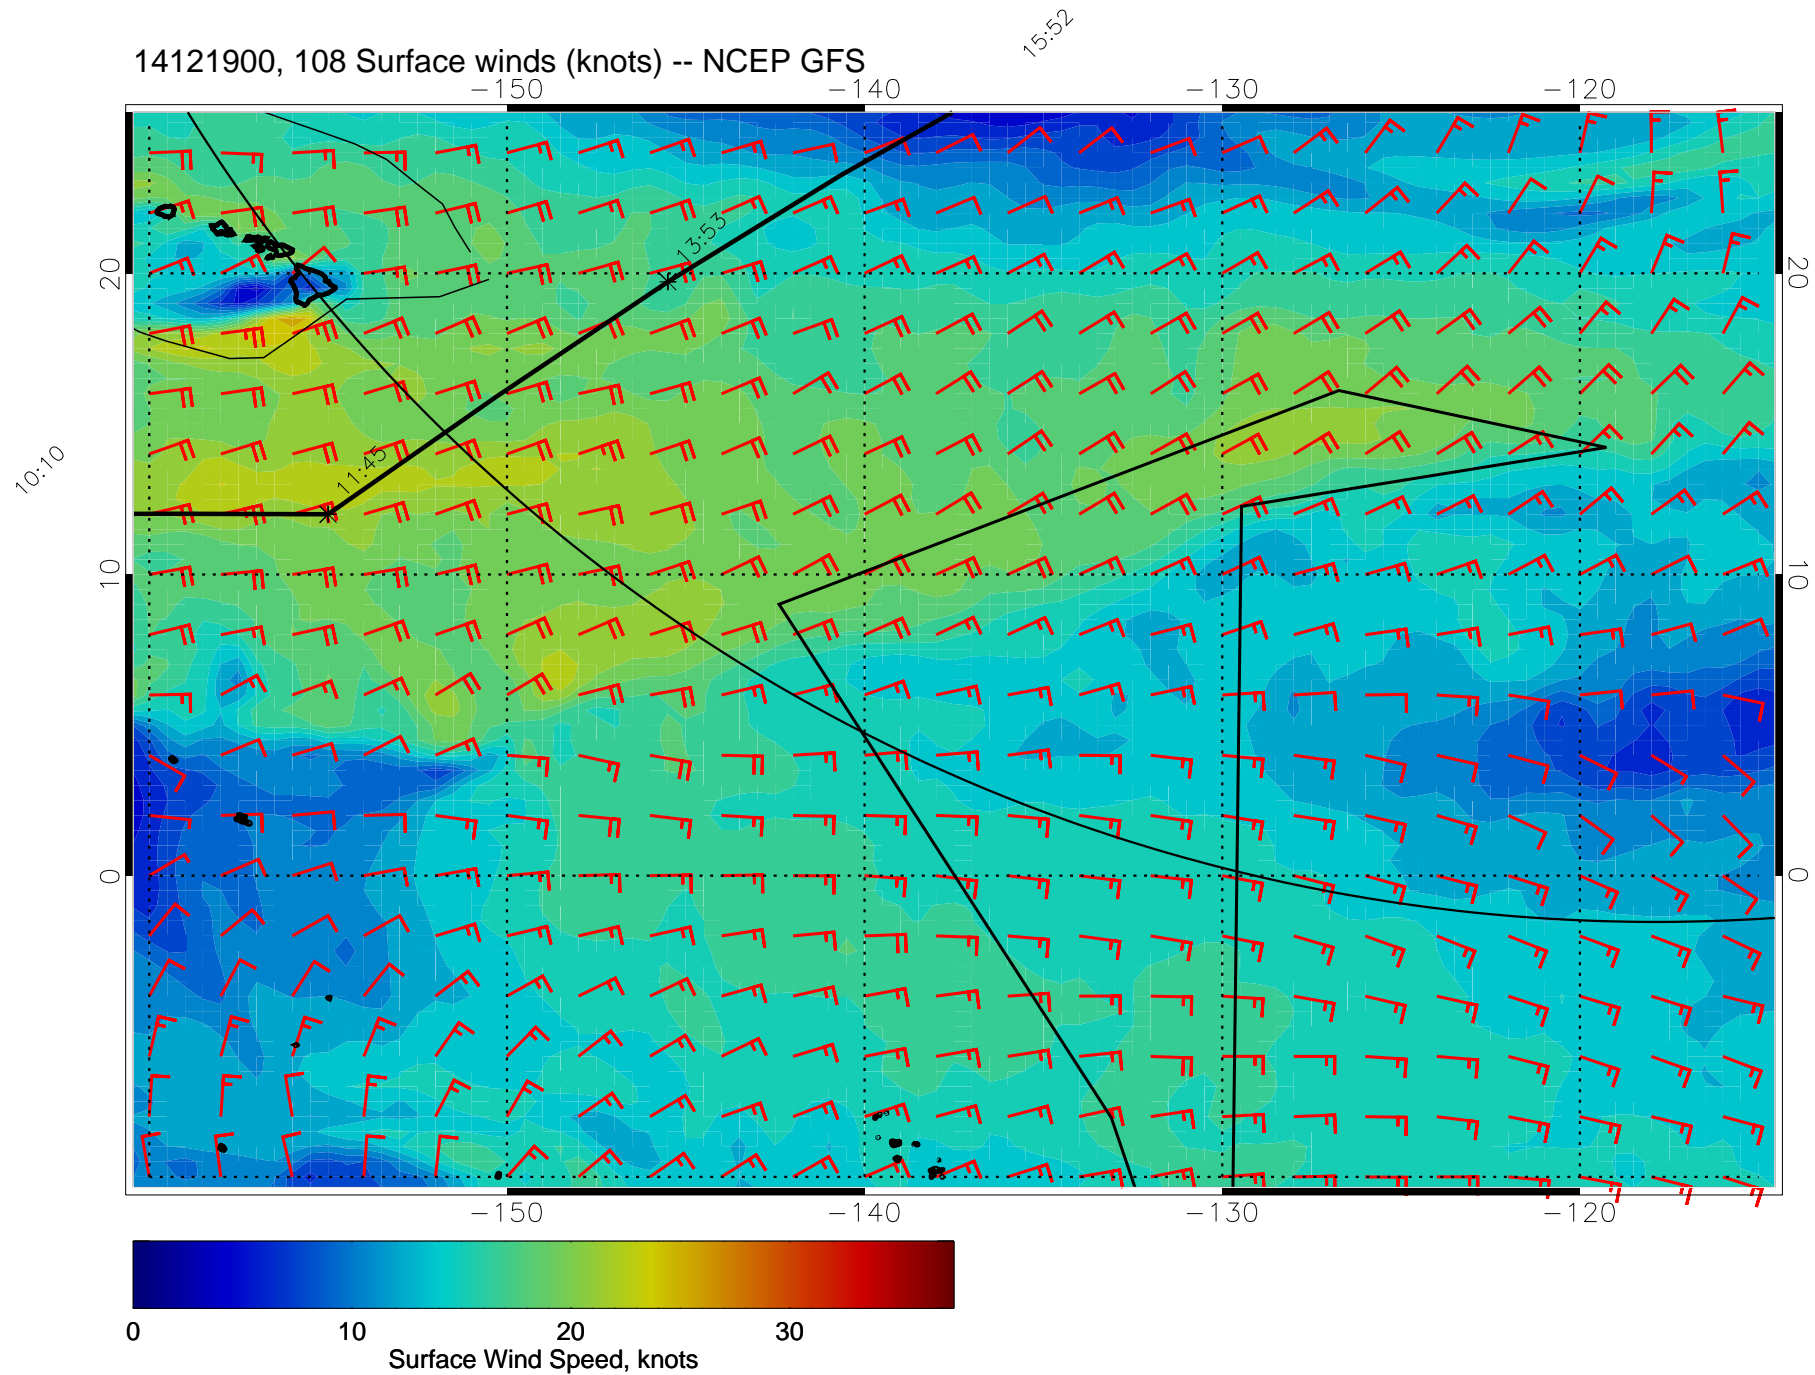 15:52
14121900, 108 Surface winds (knots) -- NCEP GFS
-150 -140 -130 -120
13:53
20 20
11:45
10:10
10 10
0 0
-150 -140 -130 -120
0 10 20 30
Surface Wind Speed, knots